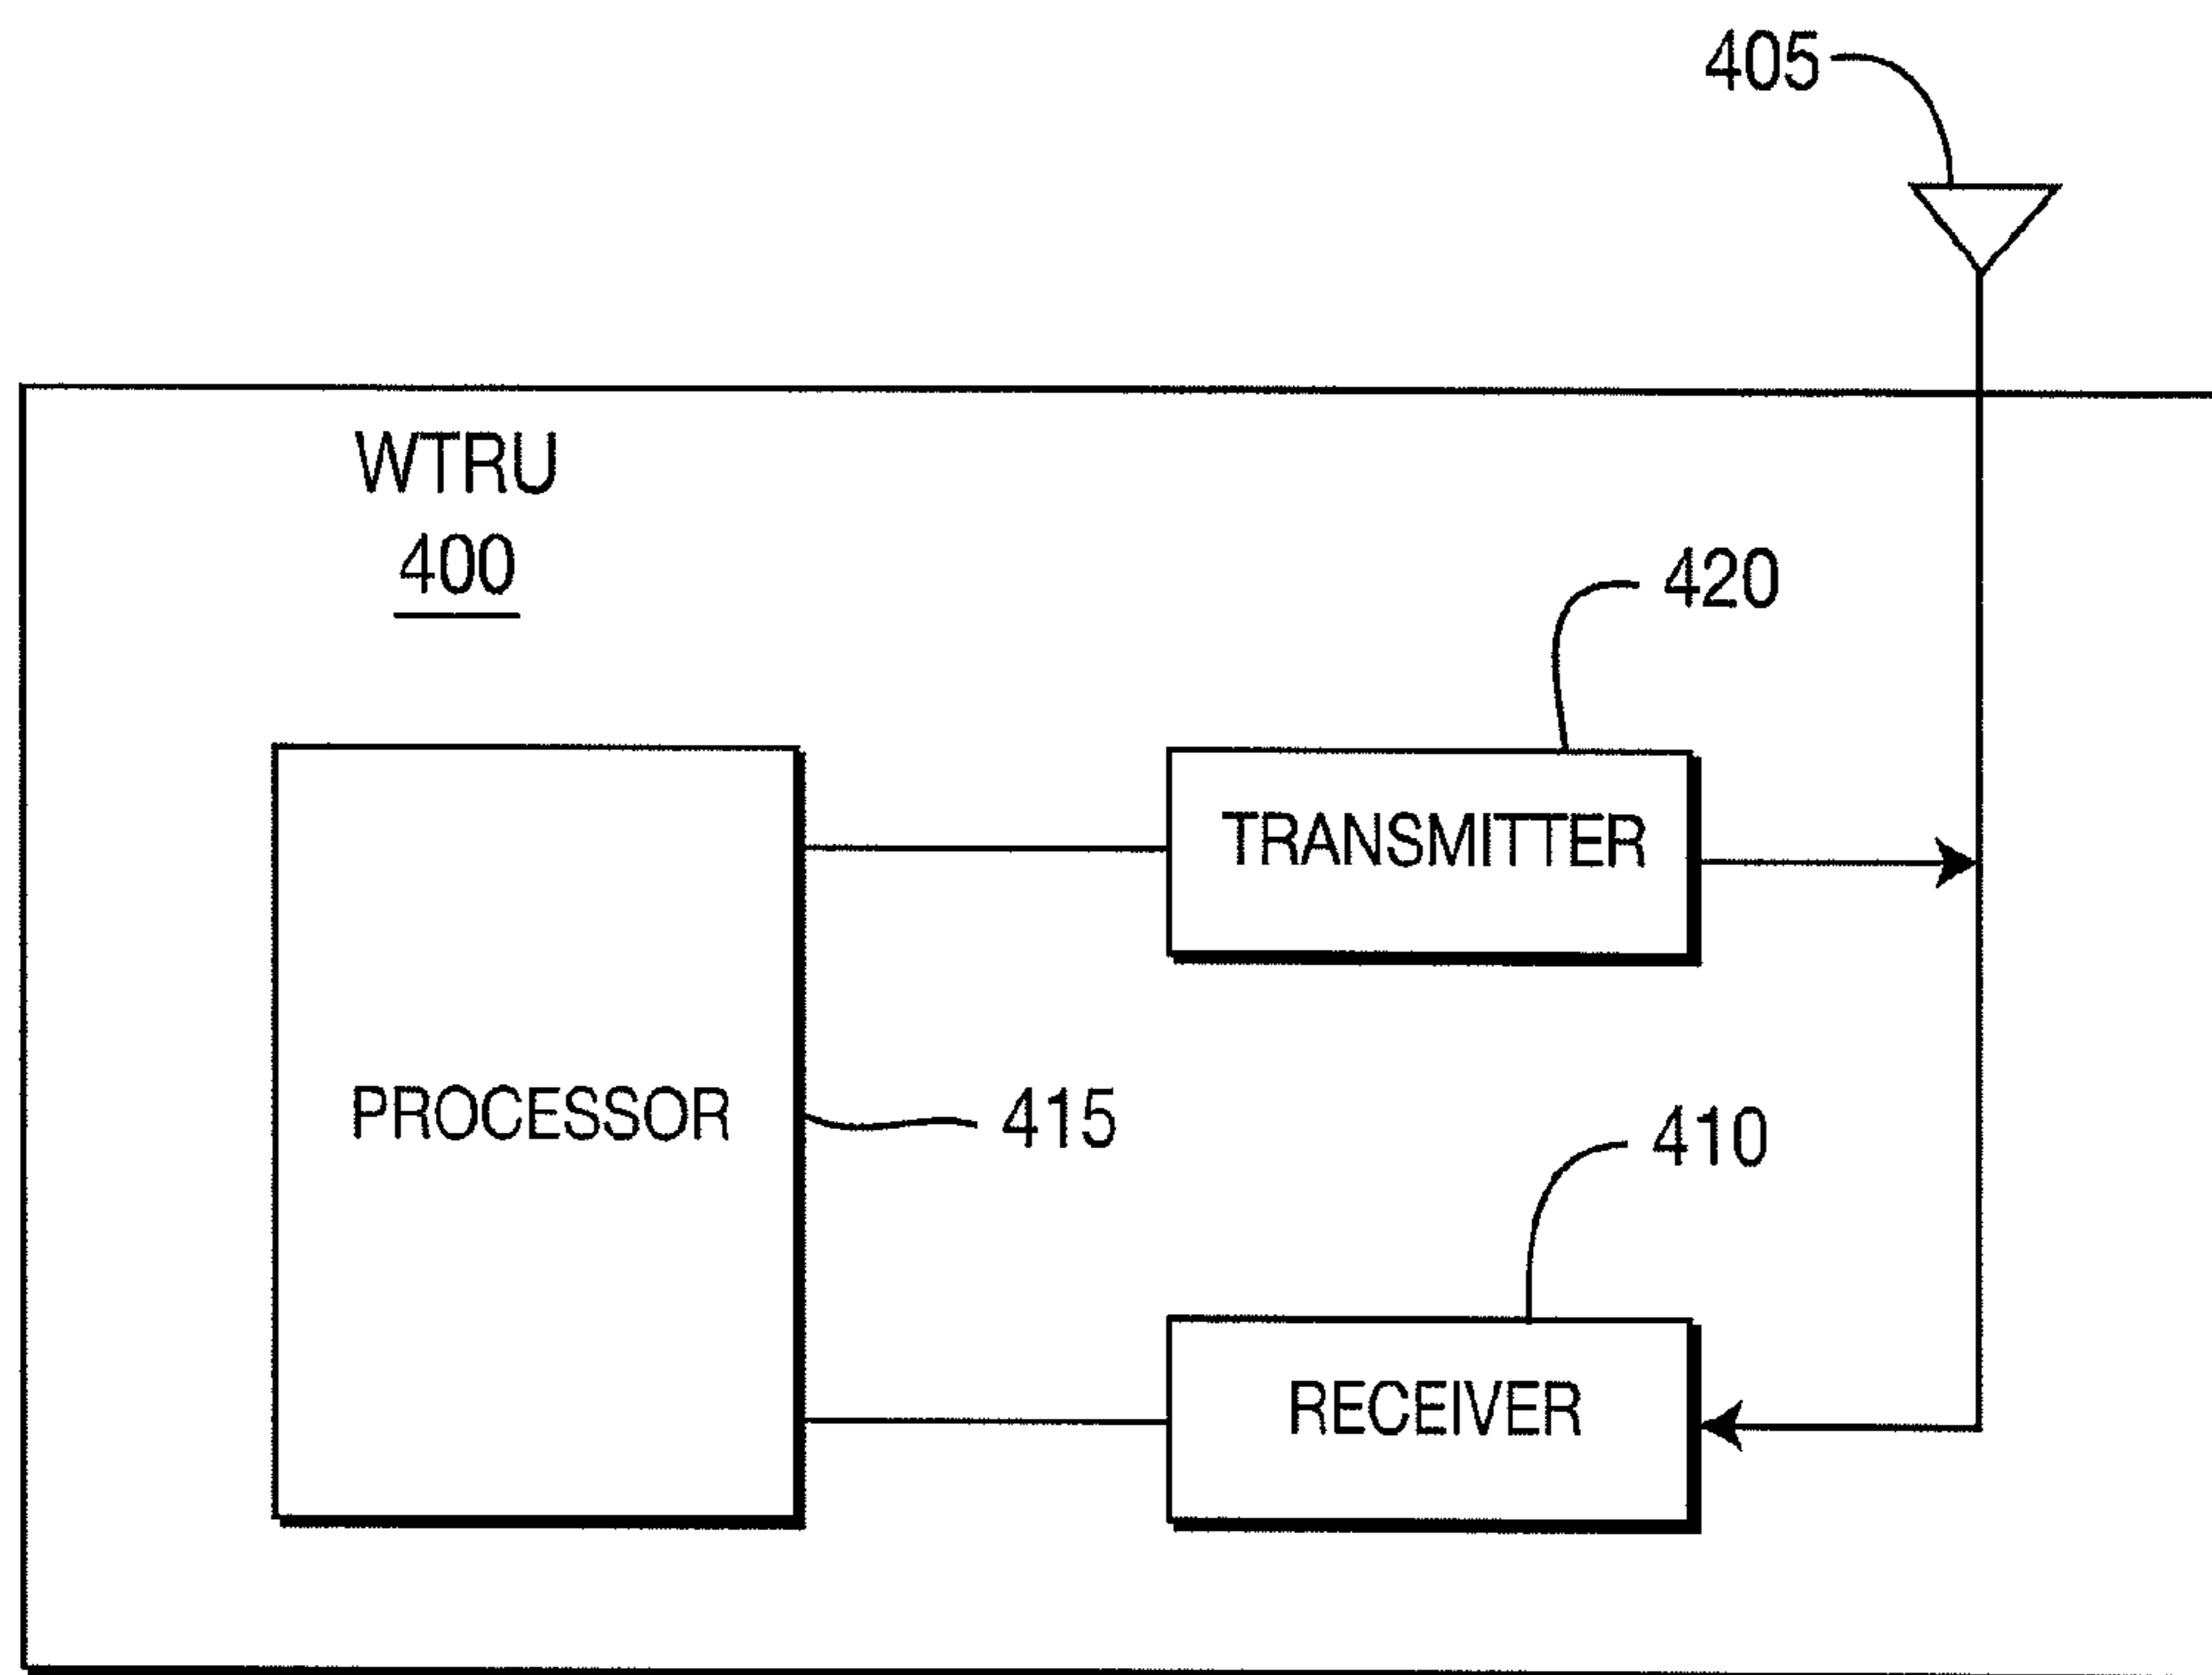 405
WTRU
400
420
TRANSMITTER
PROCESSOR
415
410
RECEIVER